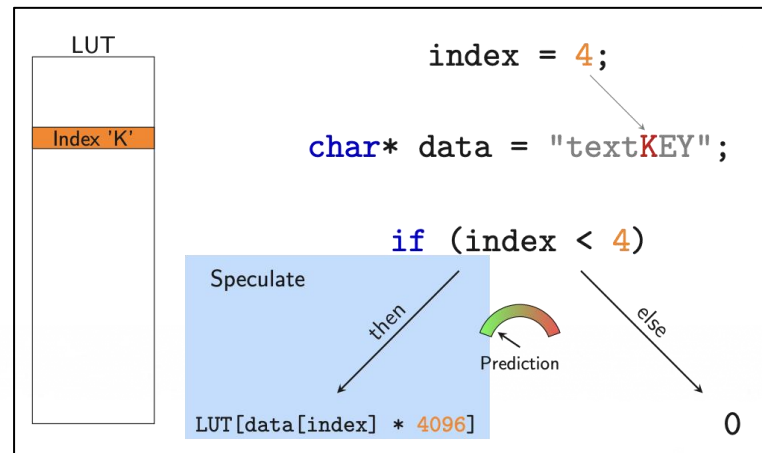 LUT
index = 4;
Index 'K'
char* data = "textKEY";
if (index < 4)
Speculate
then
else
Prediction
LUT[data[index] * 4096]
0